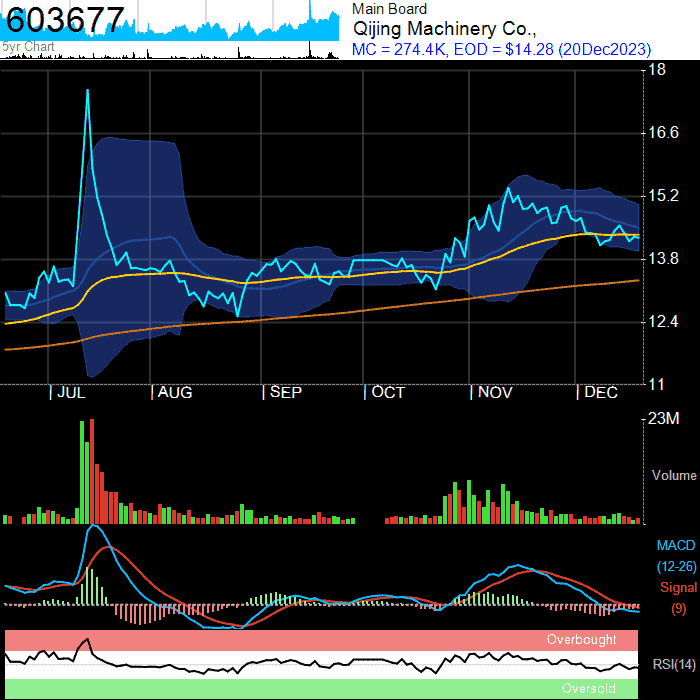 603677
5yr Chart
Main Board
Qijing Machinery Co.,
MC = 274.4K, EOD = $14.28 (20Dec2023)
18
16.6
15.2
13.8
12.4
11
| JUL | AUG | SEP | OCT | NOV | DEC
23M
Volume
MACD
(12-26)
Signal
(9)
Overbought
RSI(14)
Oversold